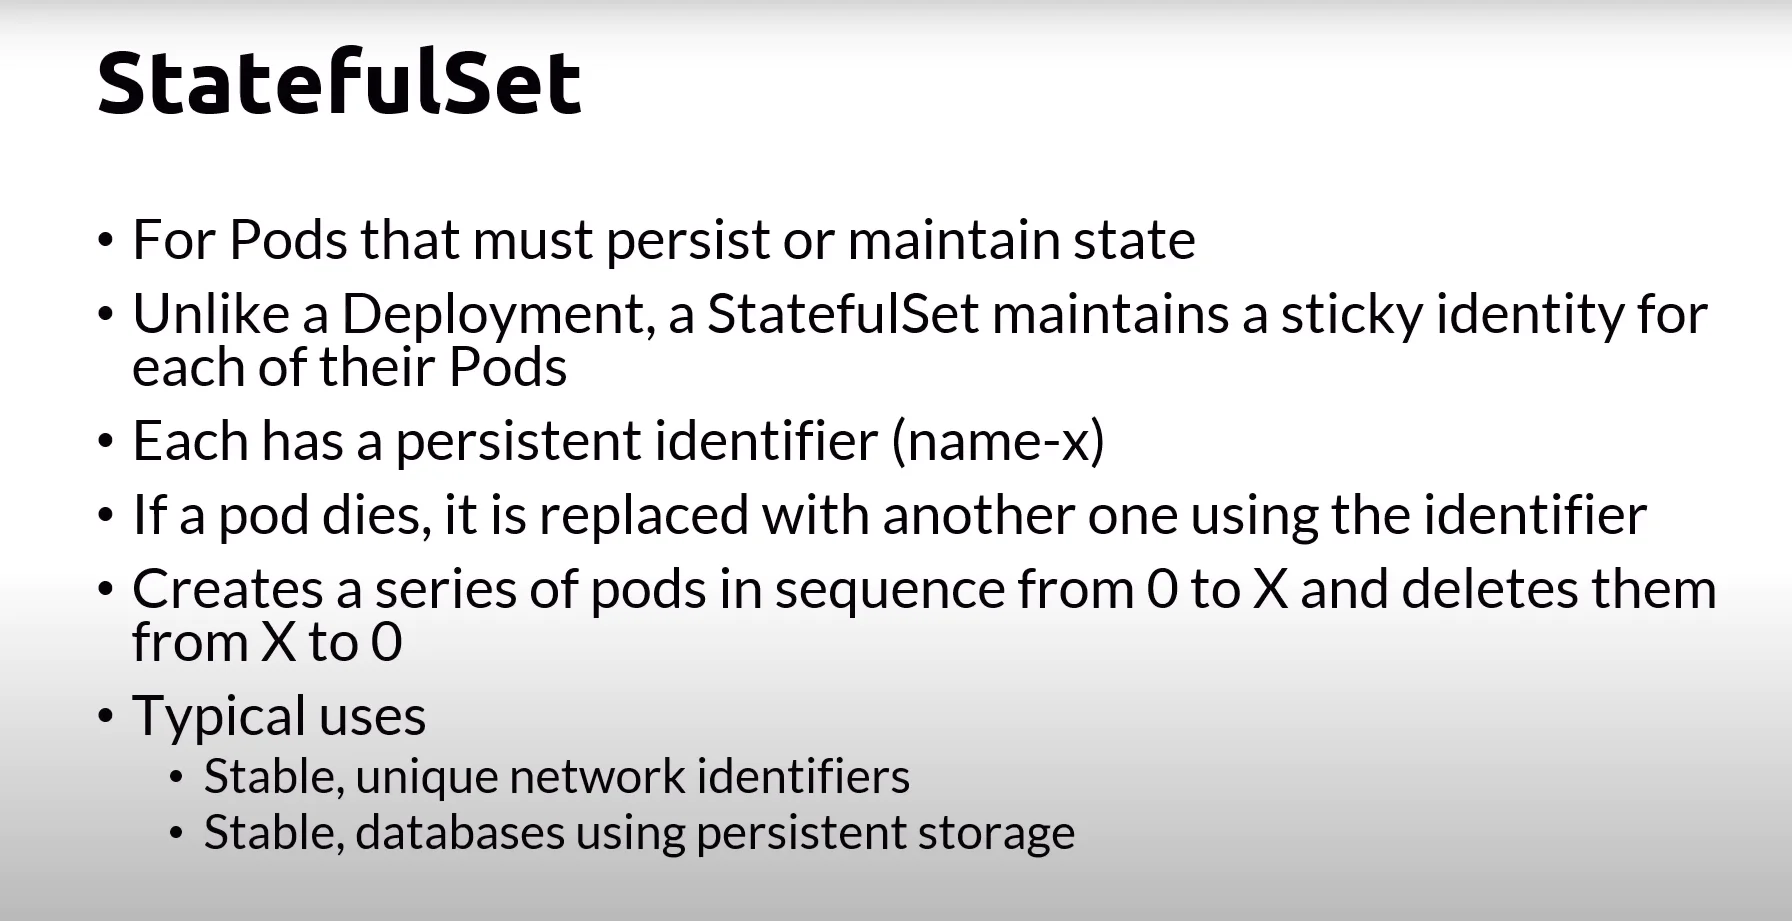 StatefulSet
• For Pods that must persist or maintain state
• Unlike a Deployment, a StatefulSet maintains a sticky identity for
each of their Pods
• Each has a persistent identifier (name-x)
• If a pod dies, it is replaced with another one using the identifier
• Creates a series of pods in sequence from 0 to X and deletes them
from X to 0
• Typical uses
• Stable, unique network identifiers
• Stable, databases using persistent storage